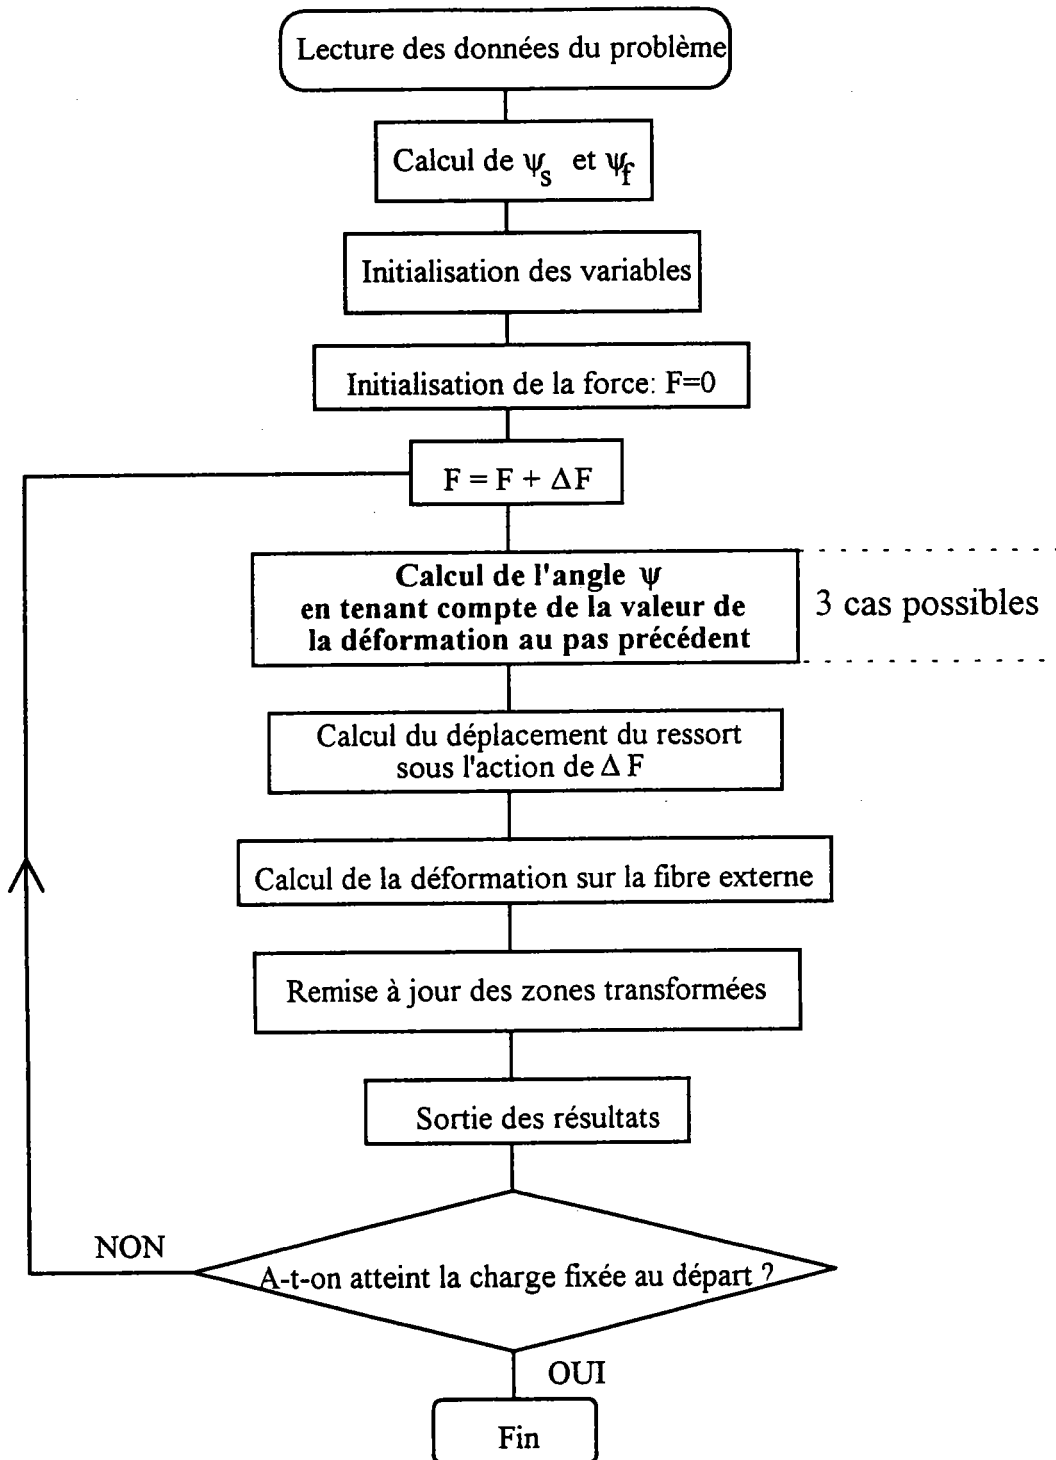 Lecture des données du problème
Calcul de ψs et ψf
Initialisation des variables
Initialisation de la force: F=0
F = F + ΔF
Calcul de l'angle ψ
en tenant compte de la valeur de
la déformation au pas précédent
3 cas possibles
Calcul du déplacement du ressort
sous l'action de Δ F
Calcul de la déformation sur la fibre externe
Remise à jour des zones transformées
Sortie des résultats
NON
A-t-on atteint la charge fixée au départ ?
OUI
Fin